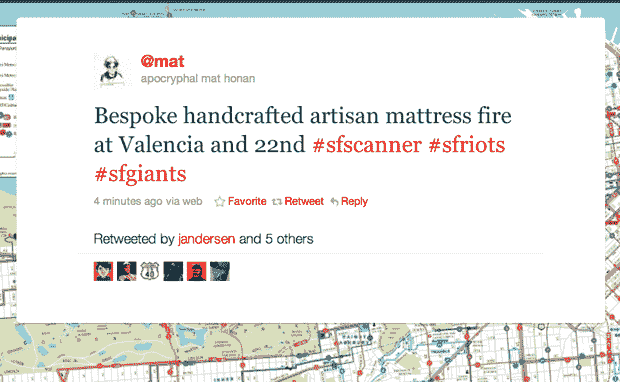 @mat
apocryphal mat honan
Bespoke handcrafted artisan mattress fire
at Valencia and 22nd #sfscanner #sfriots
#sfgiants
4 minutes ago via web Favorite Retweet Reply
Retweeted by jandersen and 5 others